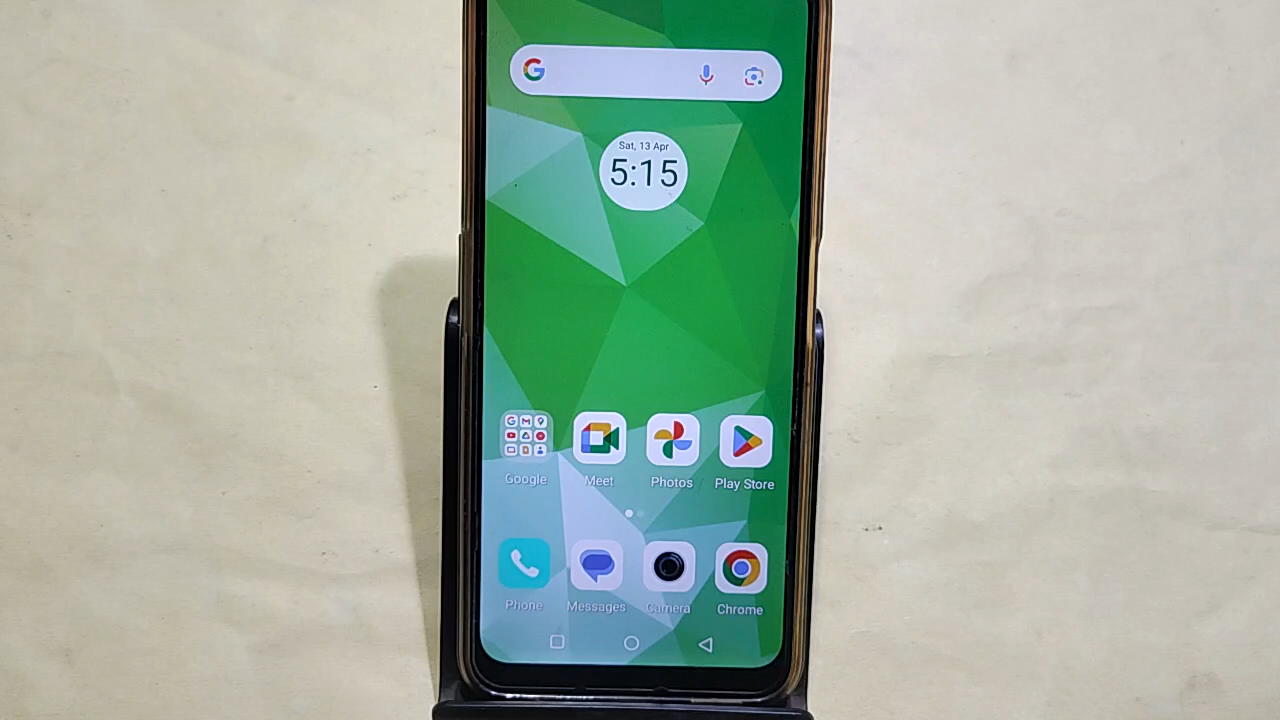 Sat, 13 Apr
5:15
Google
Meet
Photos
Play Store
Phone
Messages
Camera
Chrome